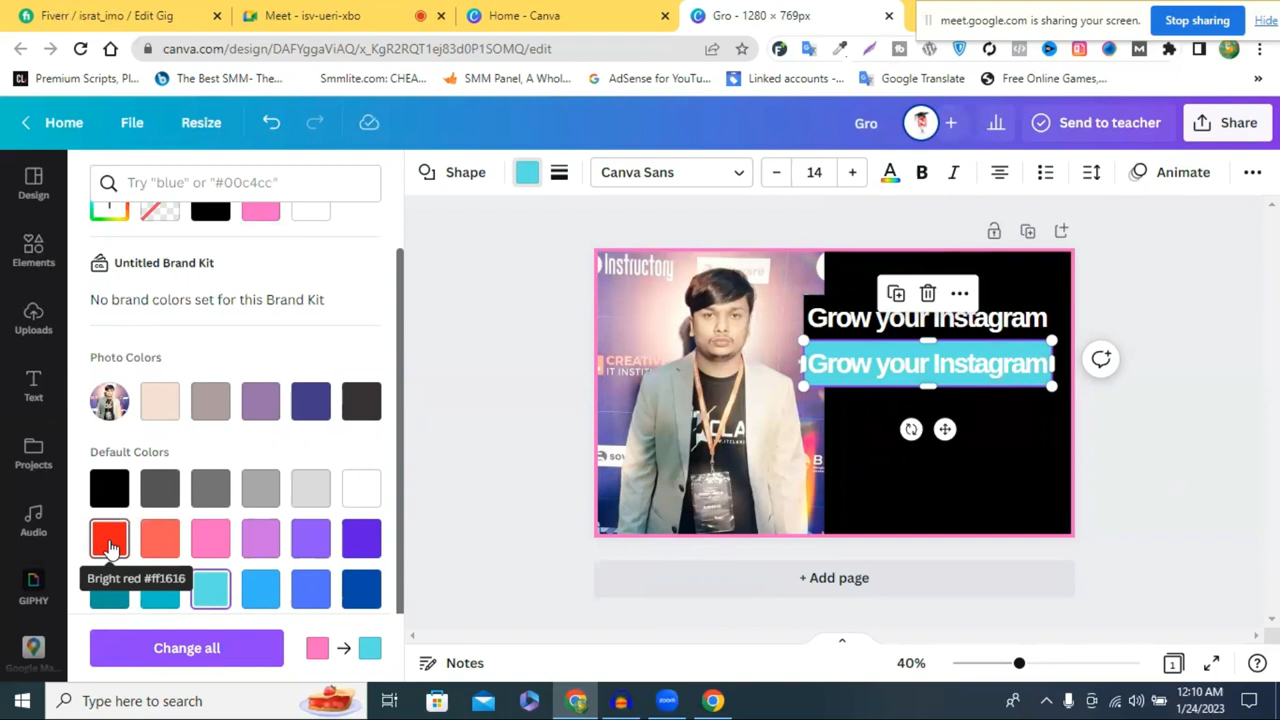 Fiverr / israt_imo / Edit Gig
Meet - isv-ueri-xbo
Home - Canva
Gro - 1280 × 769px
meet.google.com is sharing your screen.
Stop sharing
Hide
canva.com/design/DAFYggaViAQ/x_KgR2RQT1ej83d0P1SOMQ/edit
Premium Scripts, Pl...
The Best SMM- The...
Smmlite.com: CHEA...
SMM Panel, A Whol...
AdSense for YouTu...
Linked accounts -...
Google Translate
Free Online Games,...
Home
File
Resize
Gro
Send to teacher
Share
Design
Elements
Uploads
Text
Projects
Audio
GIPHY
Google Ma...
Try "blue" or "#00c4cc"
Untitled Brand Kit
No brand colors set for this Brand Kit
Photo Colors
Default Colors
Bright red #ff1616
Change all
Shape
Canva Sans
14
A
B
I
Animate
Instructory
CREATIVE
IT INSTIT
Grow your Instagram
Grow your Instagram
+ Add page
Notes
40%
1
Type here to search
12:10 AM
1/24/2023